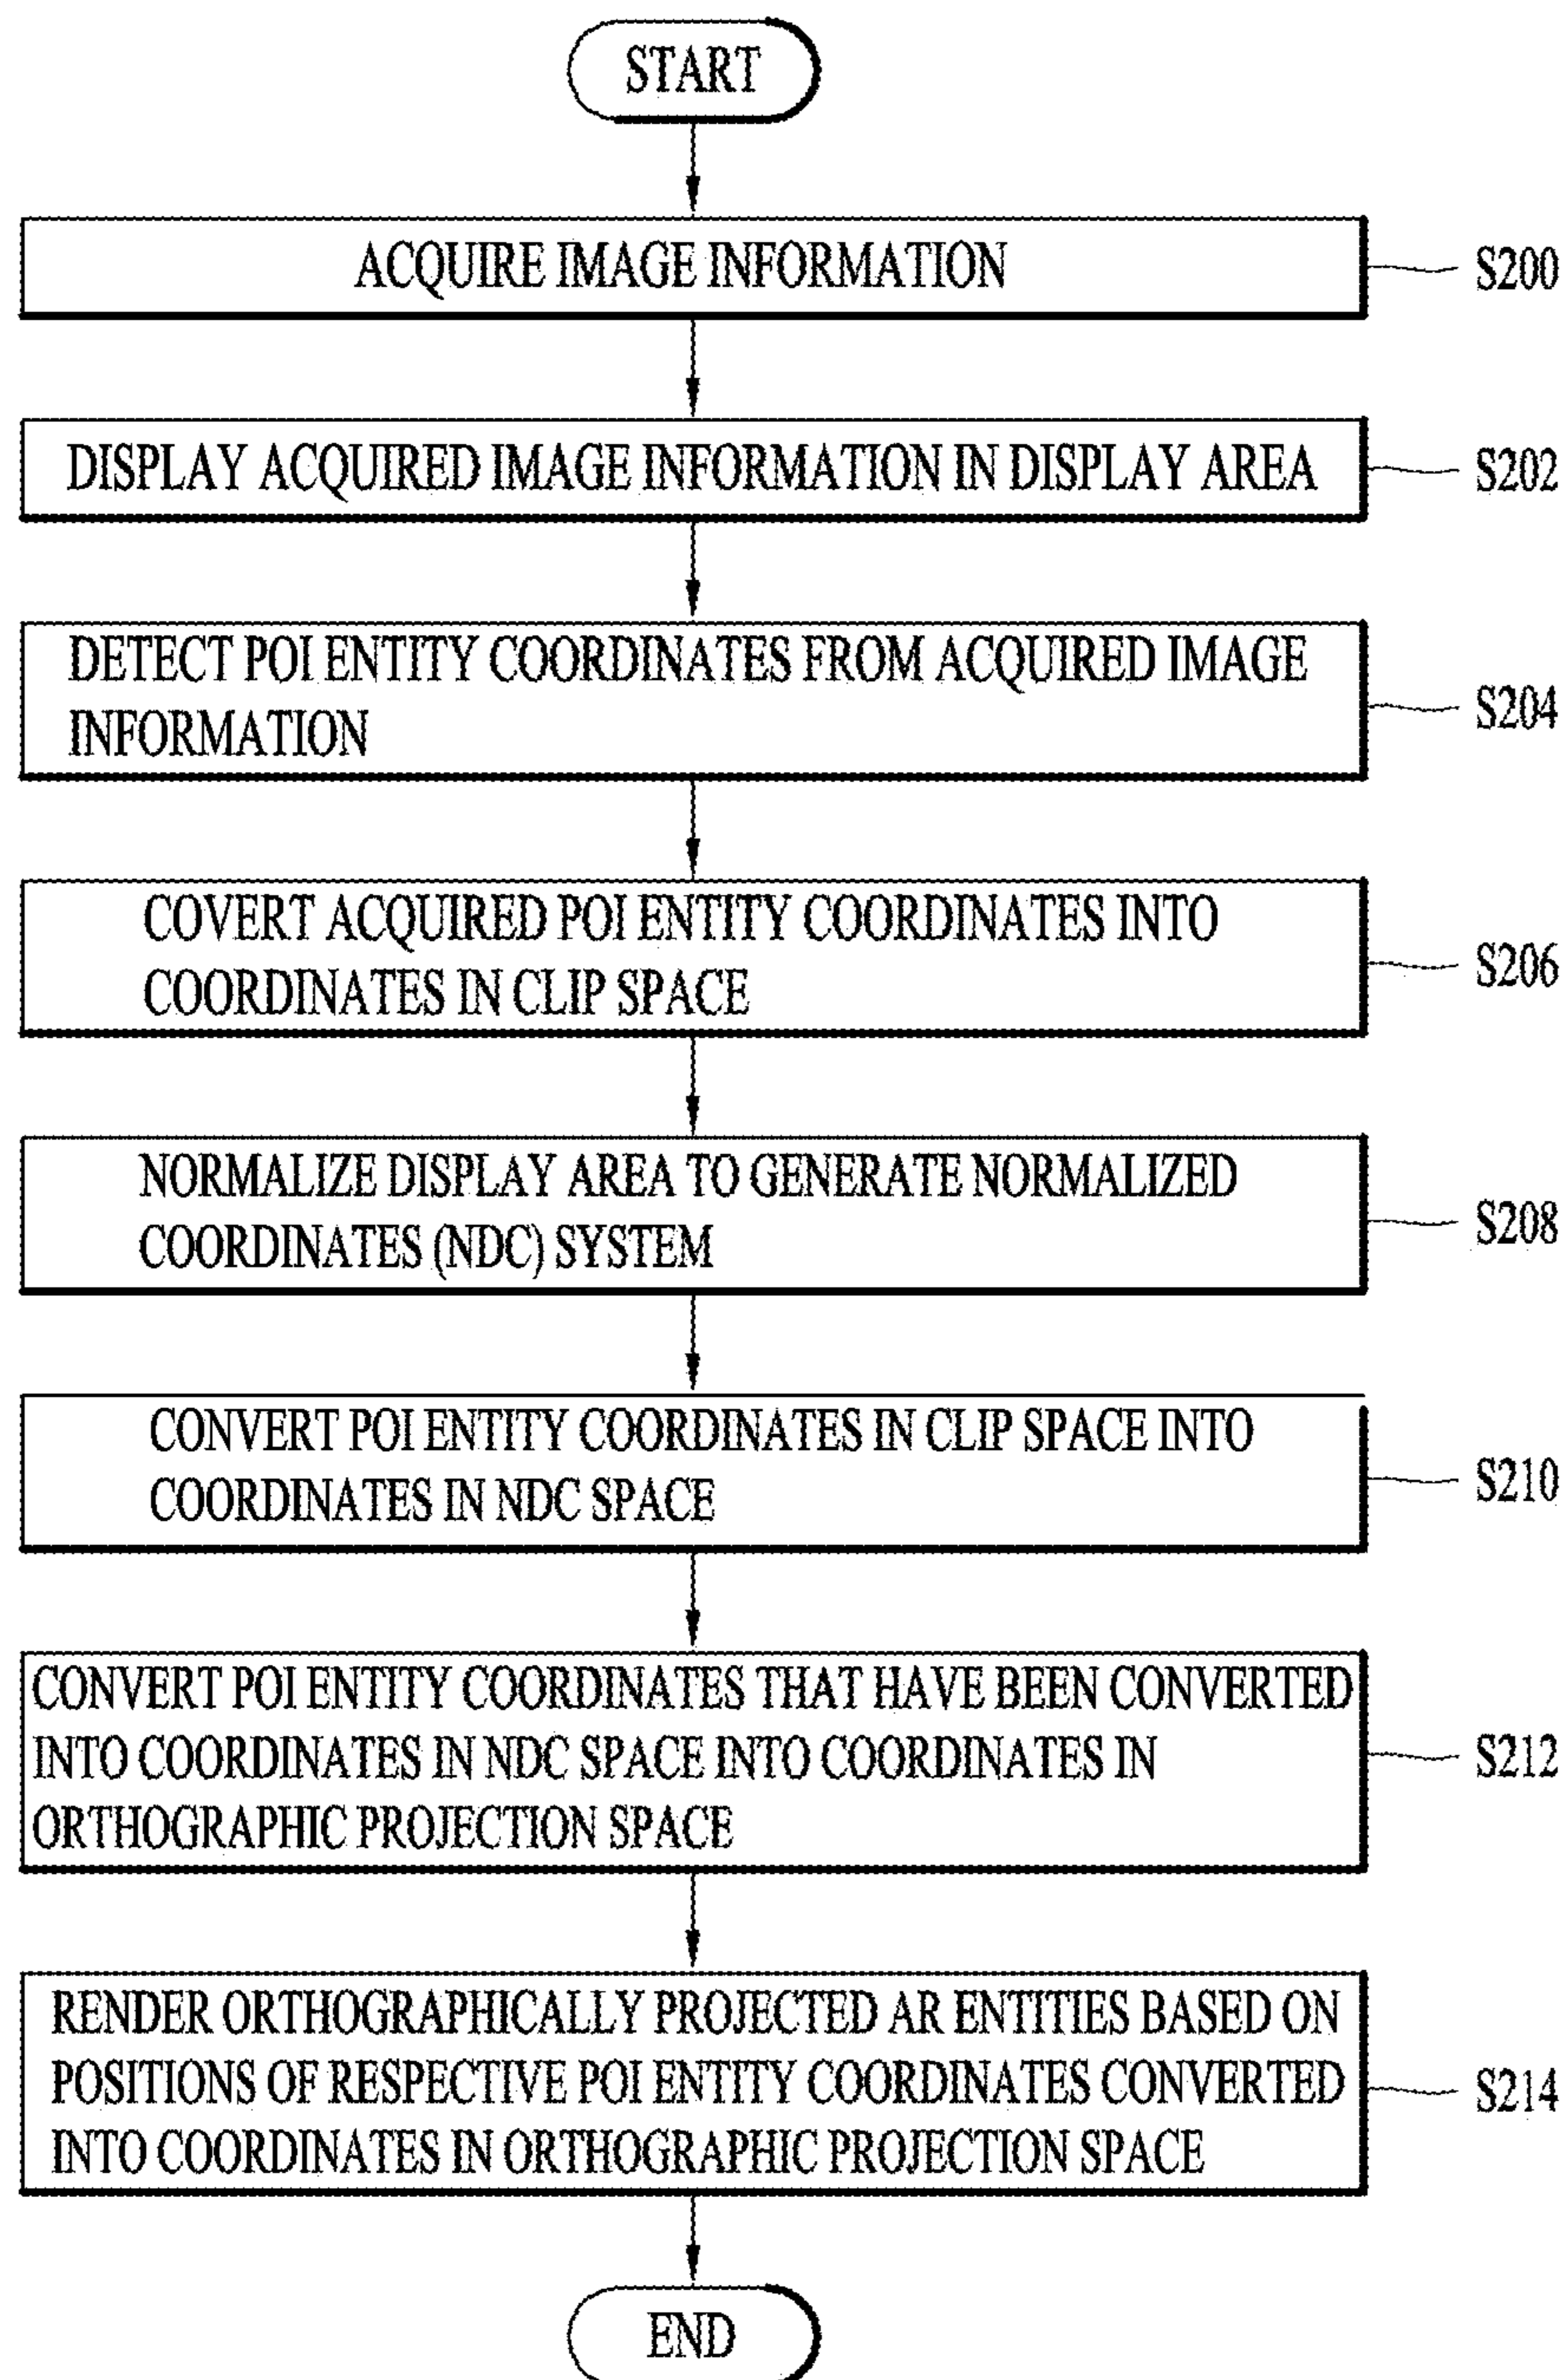 START
ACQUIRE IMAGE INFORMATION
S200
DISPLAY ACQUIRED IMAGE INFORMATION IN DISPLAY AREA
S202
DETECT POI ENTITY COORDINATES FROM ACQUIRED IMAGE
INFORMATION
S204
COVERT ACQUIRED POI ENTITY COORDINATES INTO
COORDINATES IN CLIP SPACE
S206
NORMALIZE DISPLAY AREA TO GENERATE NORMALIZED
COORDINATES (NDC) SYSTEM
S208
CONVERT POI ENTITY COORDINATES IN CLIP SPACE INTO
COORDINATES IN NDC SPACE
S210
CONVERT POI ENTITY COORDINATES THAT HAVE BEEN CONVERTED
INTO COORDINATES IN NDC SPACE INTO COORDINATES IN
ORTHOGRAPHIC PROJECTION SPACE
S212
RENDER ORTHOGRAPHICALLY PROJECTED AR ENTITIES BASED ON
POSITIONS OF RESPECTIVE POI ENTITY COORDINATES CONVERTED
INTO COORDINATES IN ORTHOGRAPHIC PROJECTION SPACE
S214
END